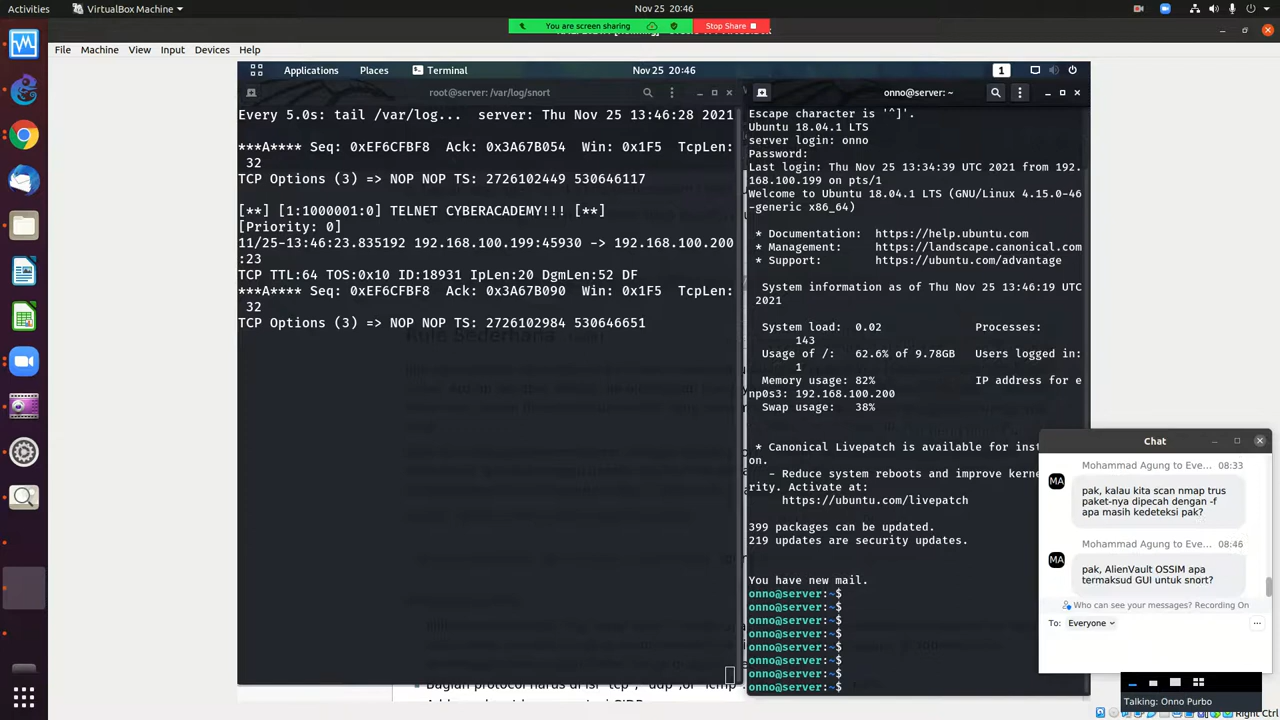 Activities
VirtualBox Machine
Nov 25 20:46
You are screen sharing
Stop Share
File Machine View Input Devices Help
Applications Places Terminal
Nov 25 20:46
1
root@server: /var/log/snort
Every 5.0s: tail /var/log... server: Thu Nov 25 13:46:28 2021
***A**** Seq: 0xEF6CFBF8 Ack: 0x3A67B054 Win: 0x1F5 TcpLen:
32
TCP Options (3) => NOP NOP TS: 2726102449 530646117
[**] [1:1000001:0] TELNET CYBERACADEMY!!! [**]
[Priority: 0]
11/25-13:46:23.835192 192.168.100.199:45930 -> 192.168.100.200
:23
TCP TTL:64 TOS:0x10 ID:18931 IpLen:20 DgmLen:52 DF
***A**** Seq: 0xEF6CFBF8 Ack: 0x3A67B090 Win: 0x1F5 TcpLen:
32
TCP Options (3) => NOP NOP TS: 2726102984 530646651
Rule Sederhana
onno@server: ~
Escape character is '^]'.
Ubuntu 18.04.1 LTS
server login: onno
Password:
Last login: Thu Nov 25 13:34:39 UTC 2021 from 192.
168.100.199 on pts/1
Welcome to Ubuntu 18.04.1 LTS (GNU/Linux 4.15.0-46
-generic x86_64)
* Documentation: https://help.ubuntu.com
* Management: https://landscape.canonical.com
* Support: https://ubuntu.com/advantage
System information as of Thu Nov 25 13:46:19 UTC
2021
System load: 0.02 Processes:
143
Usage of /: 62.6% of 9.78GB Users logged in:
1
Memory usage: 82% IP address for e
np0s3: 192.168.100.200
Swap usage: 38%
* Canonical Livepatch is available for inst
on.
- Reduce system reboots and improve kerne
rity. Activate at:
https://ubuntu.com/livepatch
399 packages can be updated.
219 updates are security updates.
You have new mail.
onno@server:~$
onno@server:~$
onno@server:~$
onno@server:~$
onno@server:~$
onno@server:~$
onno@server:~$
onno@server:~$
Chat
Mohammad Agung to Eve... 08:33
MA
pak, kalau kita scan nmap trus
paket-nya dipecah dengan -f
apa masih kedeteksi pak?
Mohammad Agung to Eve... 08:46
MA
pak, AlienVault OSSIM apa
termaksud GUI untuk snort?
Who can see your messages? Recording On
To: Everyone
Talking: Onno Purbo
Right Ctrl